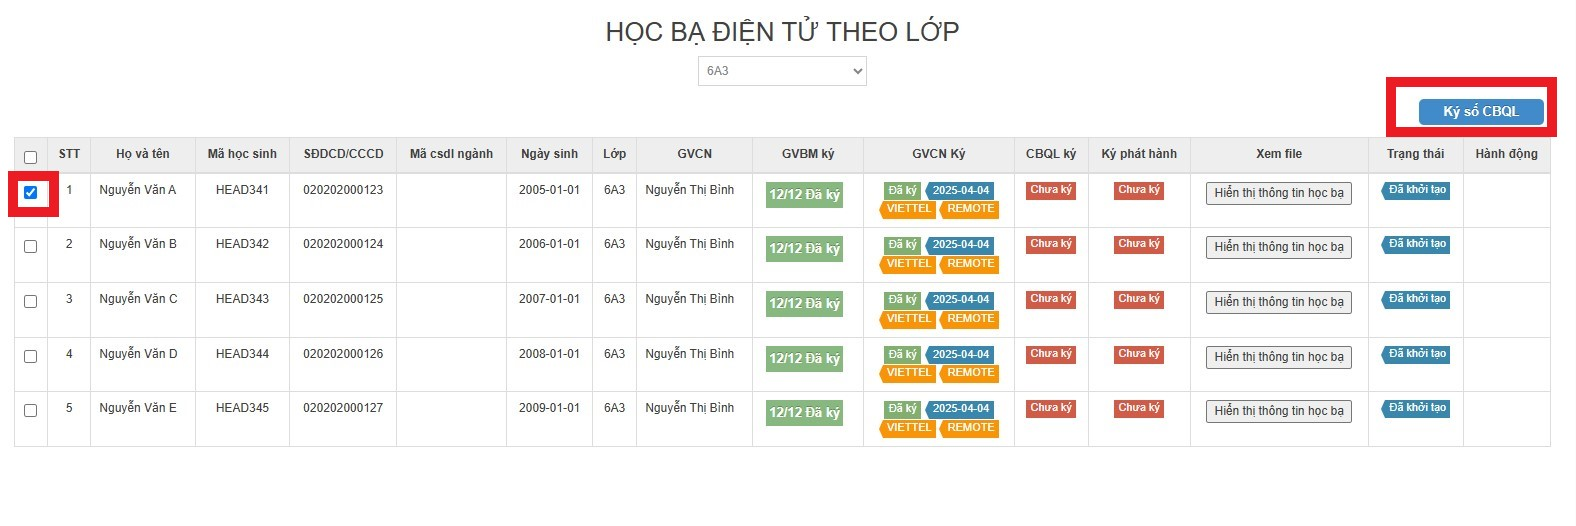 HỌC BẠ ĐIỆN TỬ THEO LỚP
6A3
Ký số CBQL
STT Họ và tên Mã học sinh SĐDCD/CCCD Mã csdl ngành Ngày sinh Lớp GVCN GVBM ký GVCN Ký CBQL ký Ký phát hành Xem file Trạng thái Hành động
1 Nguyễn Văn A HEAD341 020202000123 2005-01-01 6A3 Nguyễn Thị Bình 12/12 Đã ký Đã ký 2025-04-04 Chưa ký Chưa ký Hiển thị thông tin học bạ Đã khởi tạo
VIETTEL REMOTE
2 Nguyễn Văn B HEAD342 020202000124 2006-01-01 6A3 Nguyễn Thị Bình 12/12 Đã ký Đã ký 2025-04-04 Chưa ký Chưa ký Hiển thị thông tin học bạ Đã khởi tạo
VIETTEL REMOTE
3 Nguyễn Văn C HEAD343 020202000125 2007-01-01 6A3 Nguyễn Thị Bình 12/12 Đã ký Đã ký 2025-04-04 Chưa ký Chưa ký Hiển thị thông tin học bạ Đã khởi tạo
VIETTEL REMOTE
4 Nguyễn Văn D HEAD344 020202000126 2008-01-01 6A3 Nguyễn Thị Bình 12/12 Đã ký Đã ký 2025-04-04 Chưa ký Chưa ký Hiển thị thông tin học bạ Đã khởi tạo
VIETTEL REMOTE
5 Nguyễn Văn E HEAD345 020202000127 2009-01-01 6A3 Nguyễn Thị Bình 12/12 Đã ký Đã ký 2025-04-04 Chưa ký Chưa ký Hiển thị thông tin học bạ Đã khởi tạo
VIETTEL REMOTE